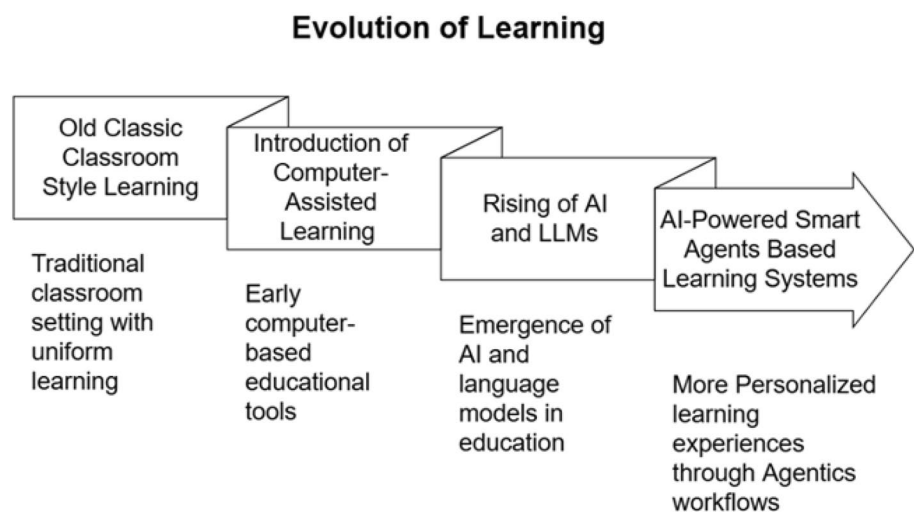 Evolution of Learning
Old Classic
Classroom
Style Learning
Traditional
classroom
setting with
uniform
learning
Introduction of
Computer-
Assisted
Learning
Early
computer-
based
educational
tools
Rising of AI
and LLMs
Emergence of
AI and
language
models in
education
AI-Powered Smart
Agents Based
Learning Systems
More Personalized
learning
experiences
through Agentics
workflows